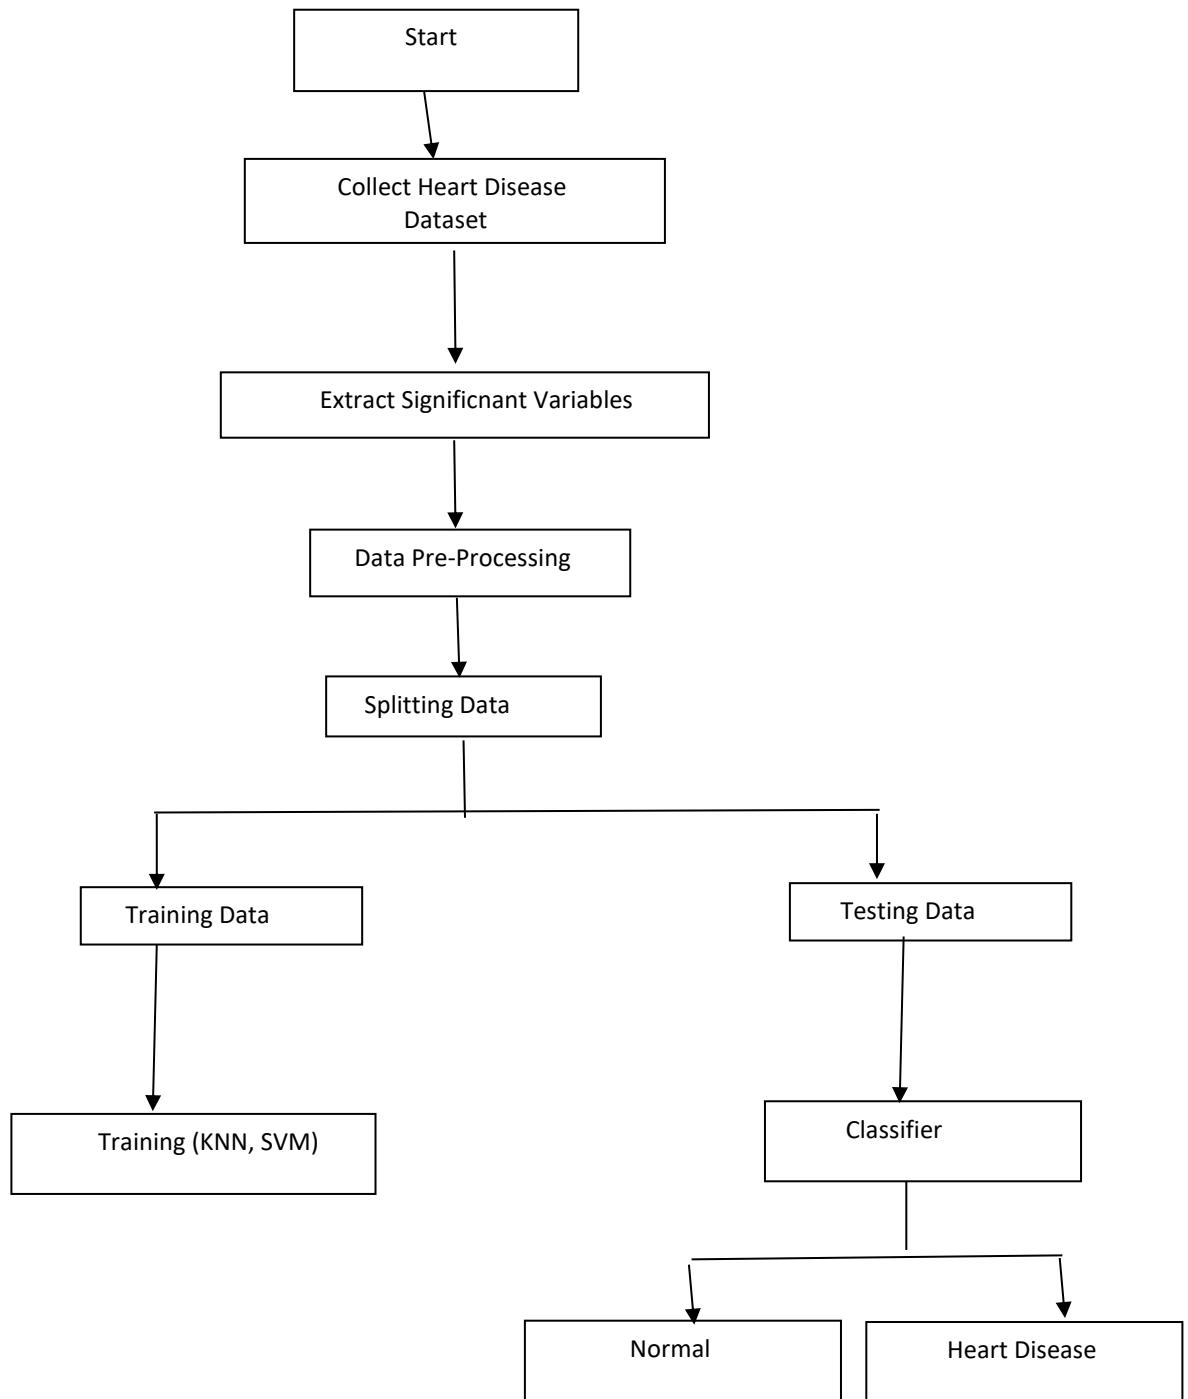 Start
Collect Heart Disease
Dataset
Extract Significnant Variables
Data Pre-Processing
Splitting Data
Training Data
Testing Data
Training (KNN, SVM)
Classifier
Normal
Heart Disease